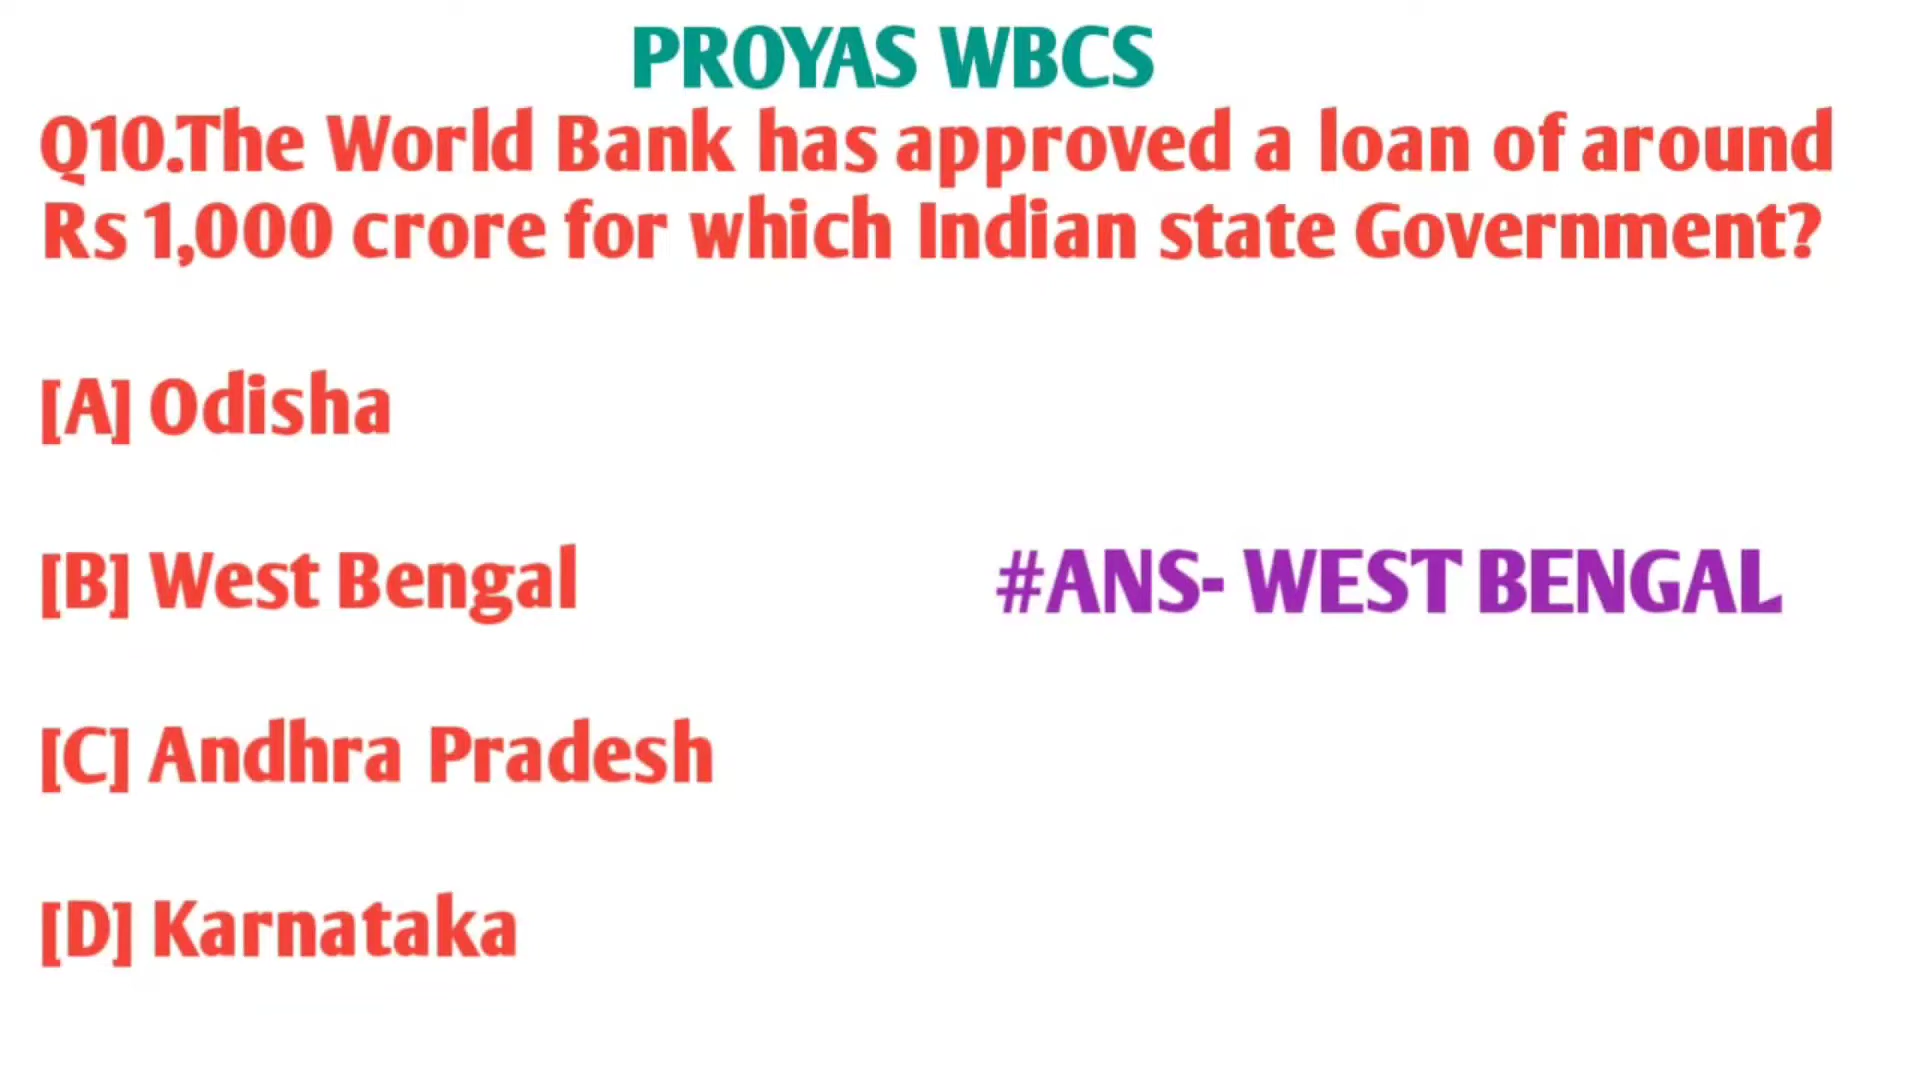 PROYAS WBCS
Q10.The World Bank has approved a loan of around
Rs 1,000 crore for which Indian state Government?
[A] Odisha
[B] West Bengal
#ANS- WEST BENGAL
[C] Andhra Pradesh
[D] Karnataka